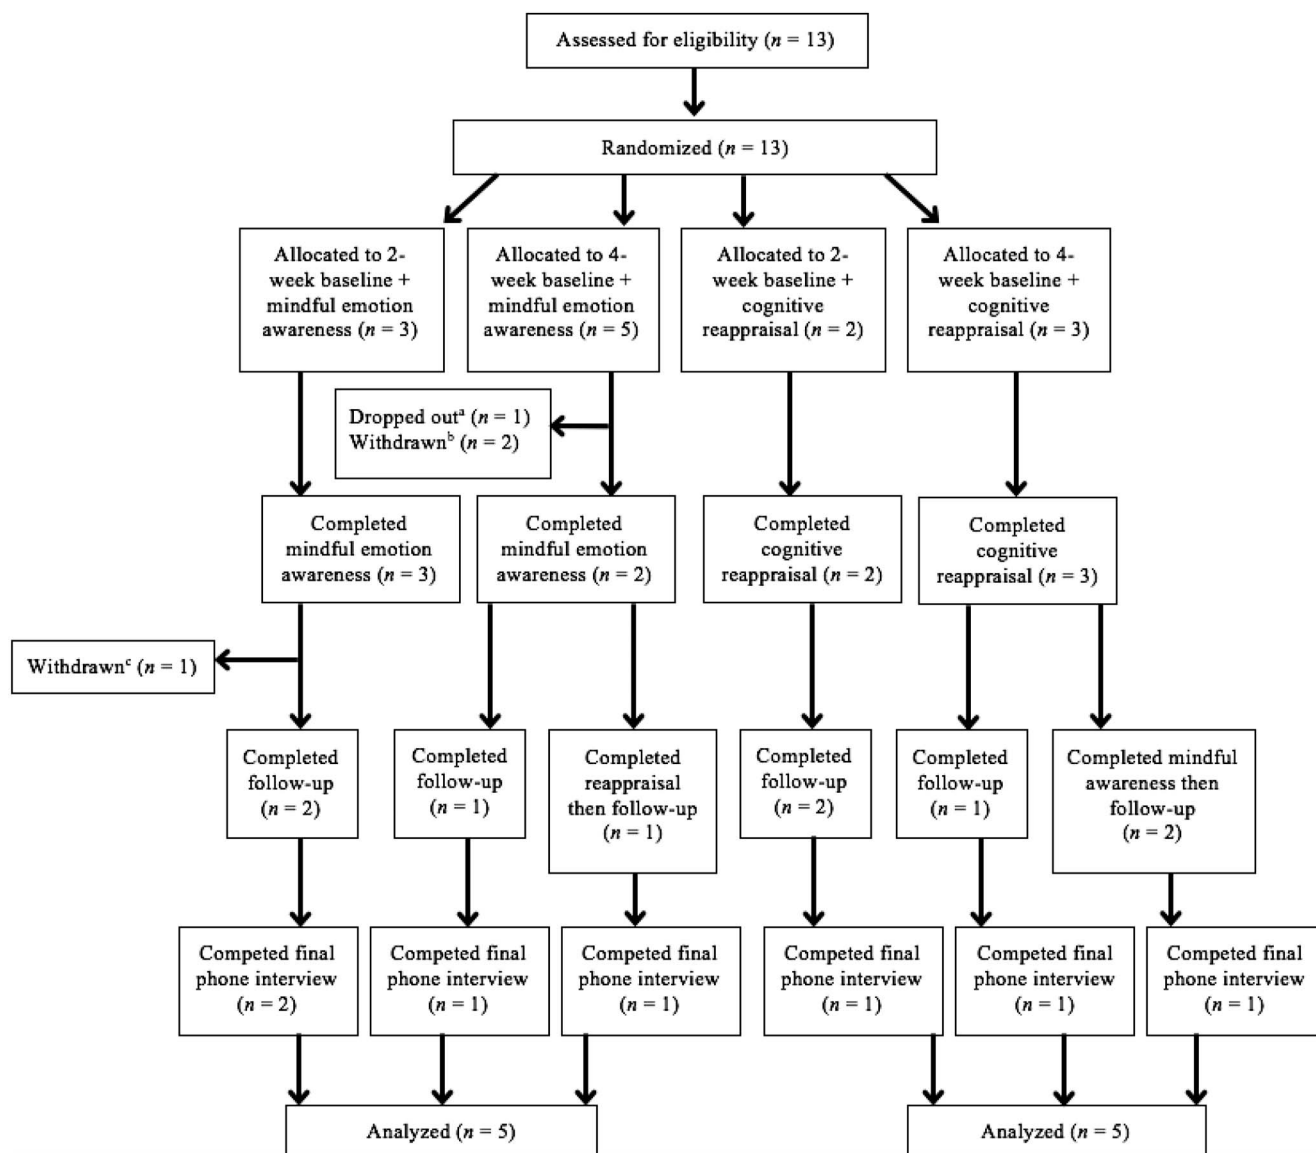 Assessed for eligibility (n = 13)
Randomized (n = 13)
Allocated to 2-
week baseline +
mindful emotion
awareness (n = 3)
Allocated to 4-
week baseline +
mindful emotion
awareness (n = 5)
Allocated to 2-
week baseline +
cognitive
reappraisal (n = 2)
Allocated to 4-
week baseline +
cognitive
reappraisal (n = 3)
Dropped outᵃ (n = 1)
Withdrawnᵇ (n = 2)
Completed
mindful emotion
awareness (n = 3)
Completed
mindful emotion
awareness (n = 2)
Completed
cognitive
reappraisal (n = 2)
Completed
cognitive
reappraisal (n = 3)
Withdrawnᶜ (n = 1)
Completed
follow-up
(n = 2)
Completed
follow-up
(n = 1)
Completed
reappraisal
then follow-up
(n = 1)
Completed
follow-up
(n = 2)
Completed
follow-up
(n = 1)
Completed mindful
awareness then
follow-up
(n = 2)
Competed final
phone interview
(n = 2)
Competed final
phone interview
(n = 1)
Competed final
phone interview
(n = 1)
Competed final
phone interview
(n = 1)
Competed final
phone interview
(n = 1)
Competed final
phone interview
(n = 1)
Analyzed (n = 5)
Analyzed (n = 5)